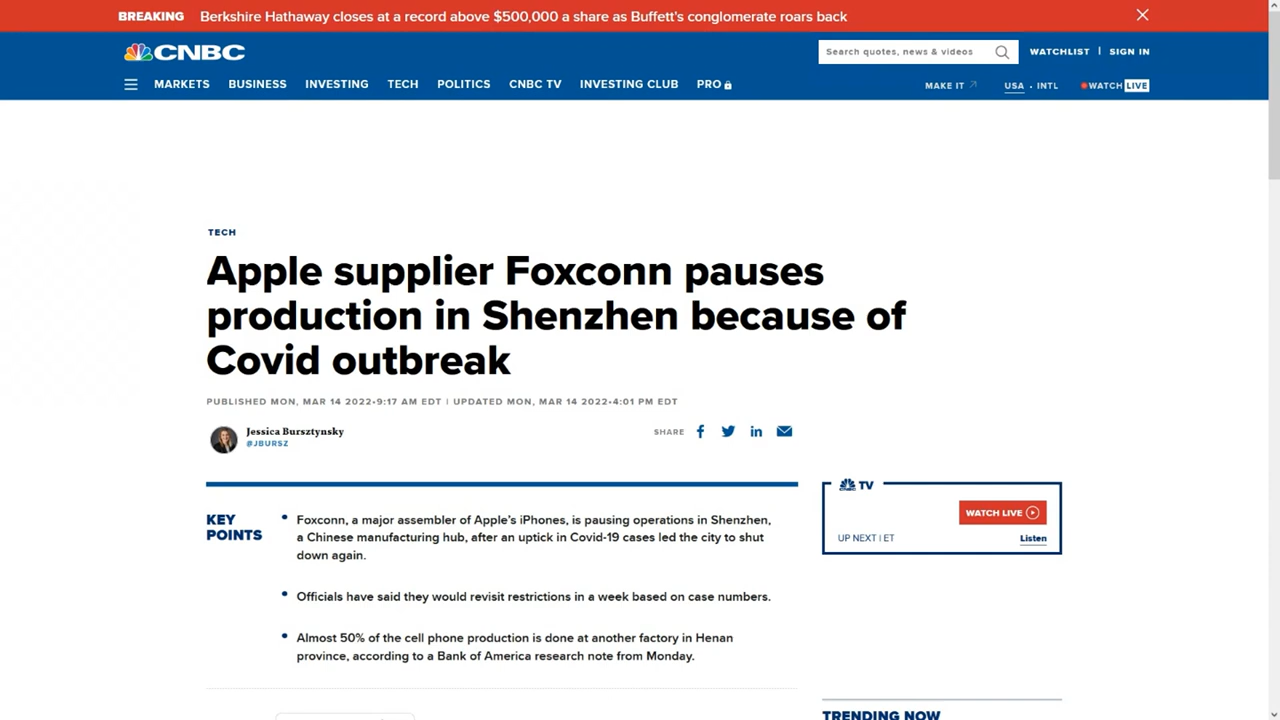 BREAKING Berkshire Hathaway closes at a record above $500,000 a share as Buffett's conglomerate roars back
CNBC
Search quotes, news & videos
WATCHLIST | SIGN IN
MARKETS BUSINESS INVESTING TECH POLITICS CNBC TV INVESTING CLUB PRO
MAKE IT USA • INTL WATCH LIVE
TECH
Apple supplier Foxconn pauses
production in Shenzhen because of
Covid outbreak
PUBLISHED MON, MAR 14 2022•9:17 AM EDT | UPDATED MON, MAR 14 2022•4:01 PM EDT
Jessica Bursztynsky
@JBURSZ
SHARE
KEY
POINTS
• Foxconn, a major assembler of Apple's iPhones, is pausing operations in Shenzhen,
a Chinese manufacturing hub, after an uptick in Covid-19 cases led the city to shut
down again.
• Officials have said they would revisit restrictions in a week based on case numbers.
• Almost 50% of the cell phone production is done at another factory in Henan
province, according to a Bank of America research note from Monday.
CNBC TV
WATCH LIVE
UP NEXT | ET
Listen
TRENDING NOW